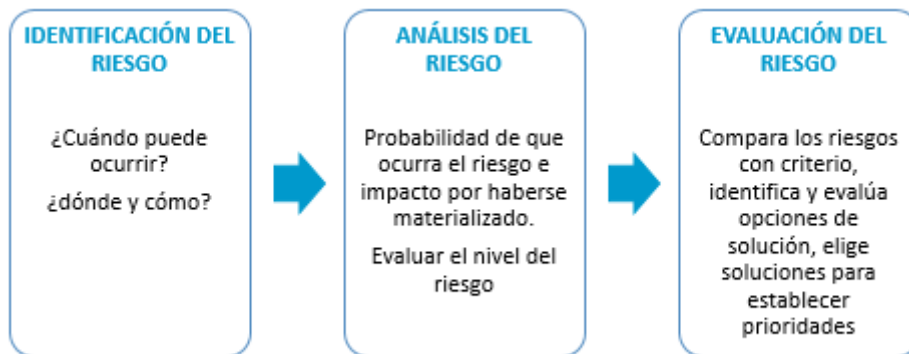 IDENTIFICACIÓN DEL
RIESGO
¿Cuándo puede
ocurrir?
¿dónde y cómo?
ANÁLISIS DEL
RIESGO
Probabilidad de que
ocurra el riesgo e
impacto por haberse
materializado.
Evaluar el nivel del
riesgo
EVALUACIÓN DEL
RIESGO
Compara los riesgos
con criterio,
identifica y evalúa
opciones de
solución, elige
soluciones para
establecer
prioridades